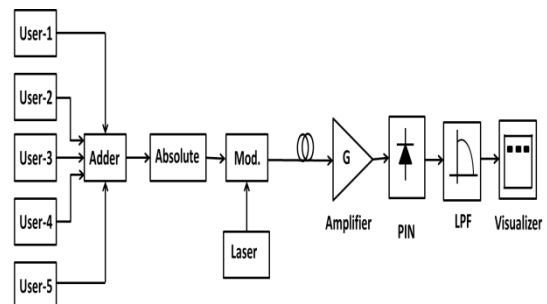 User-1
User-2
User-3
User-4
User-5
Adder
Absolute
Mod.
Laser
G
Amplifier
PIN
LPF
Visualizer